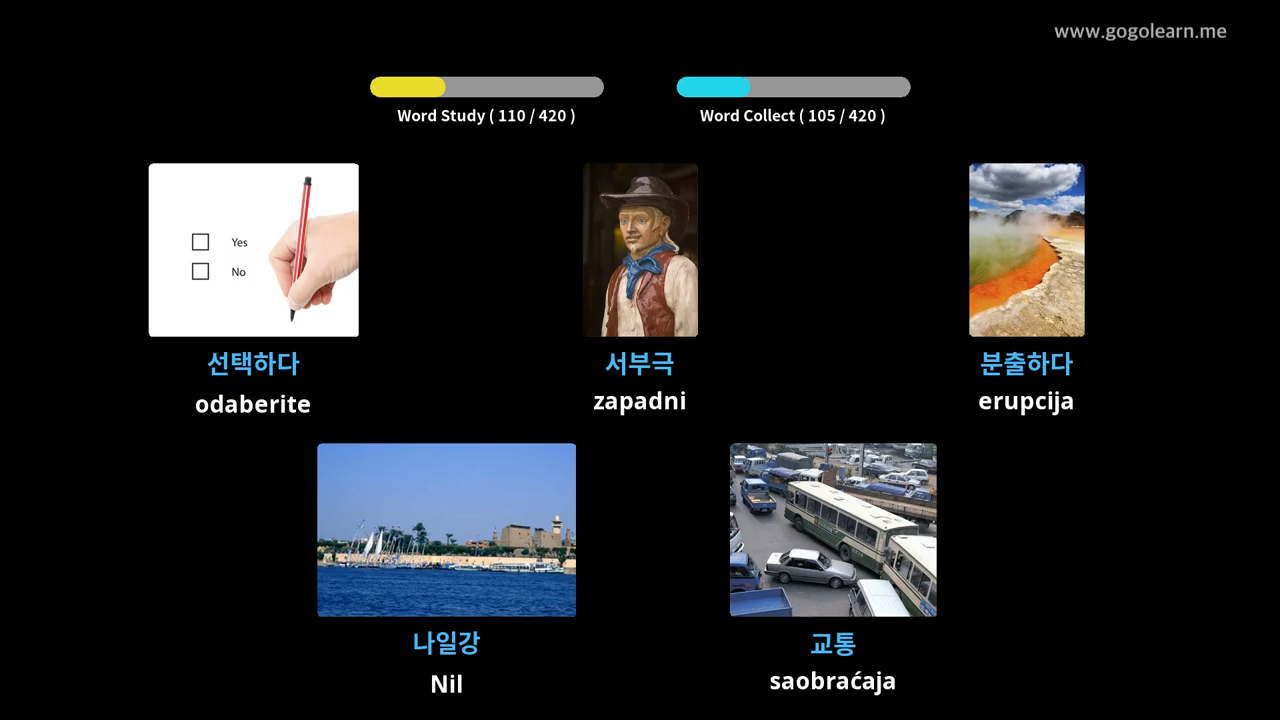 www.gogolearn.me
Word Study ( 110 / 420 )
Word Collect ( 105 / 420 )
Yes
No
선택하다
odaberite
서부극
zapadni
분출하다
erupcija
나일강
Nil
교통
saobraćaja